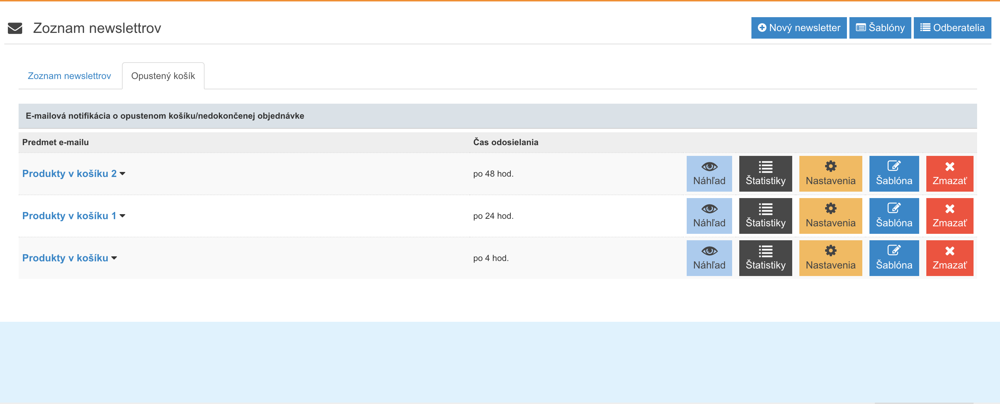 Zoznam newslettrov
Nový newsletter Šablóny Odberatelia
Zoznam newslettrov Opustený košík
E-mailová notifikácia o opustenom košíku/nedokončenej objednávke
Predmet e-mailu Čas odosielania
Produkty v košíku 2 po 48 hod. Náhľad Štatistiky Nastavenia Šablóna Zmazať
Produkty v košíku 1 po 24 hod. Náhľad Štatistiky Nastavenia Šablóna Zmazať
Produkty v košíku po 4 hod. Náhľad Štatistiky Nastavenia Šablóna Zmazať